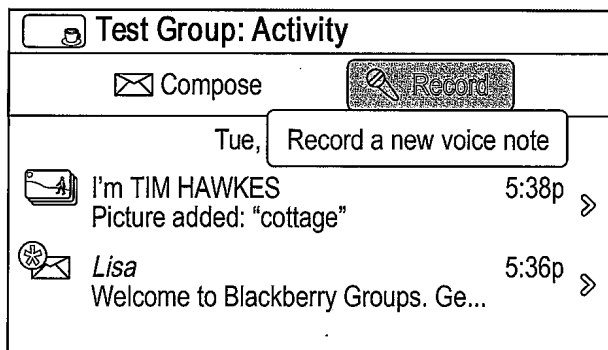 Test Group: Activity
Compose Record
Tue, Record a new voice note
I'm TIM HAWKES 5:38p
Picture added: "cottage"
Lisa 5:36p
Welcome to Blackberry Groups. Ge...